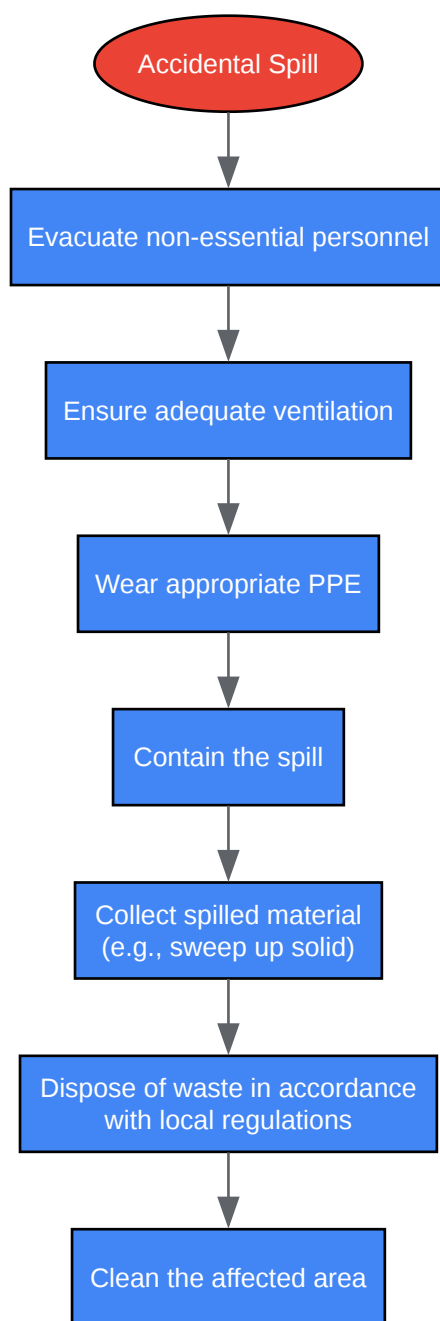 Accidental Spill
Evacuate non-essential personnel
Ensure adequate ventilation
Wear appropriate PPE
Contain the spill
Collect spilled material
(e.g., sweep up solid)
Dispose of waste in accordance
with local regulations
Clean the affected area